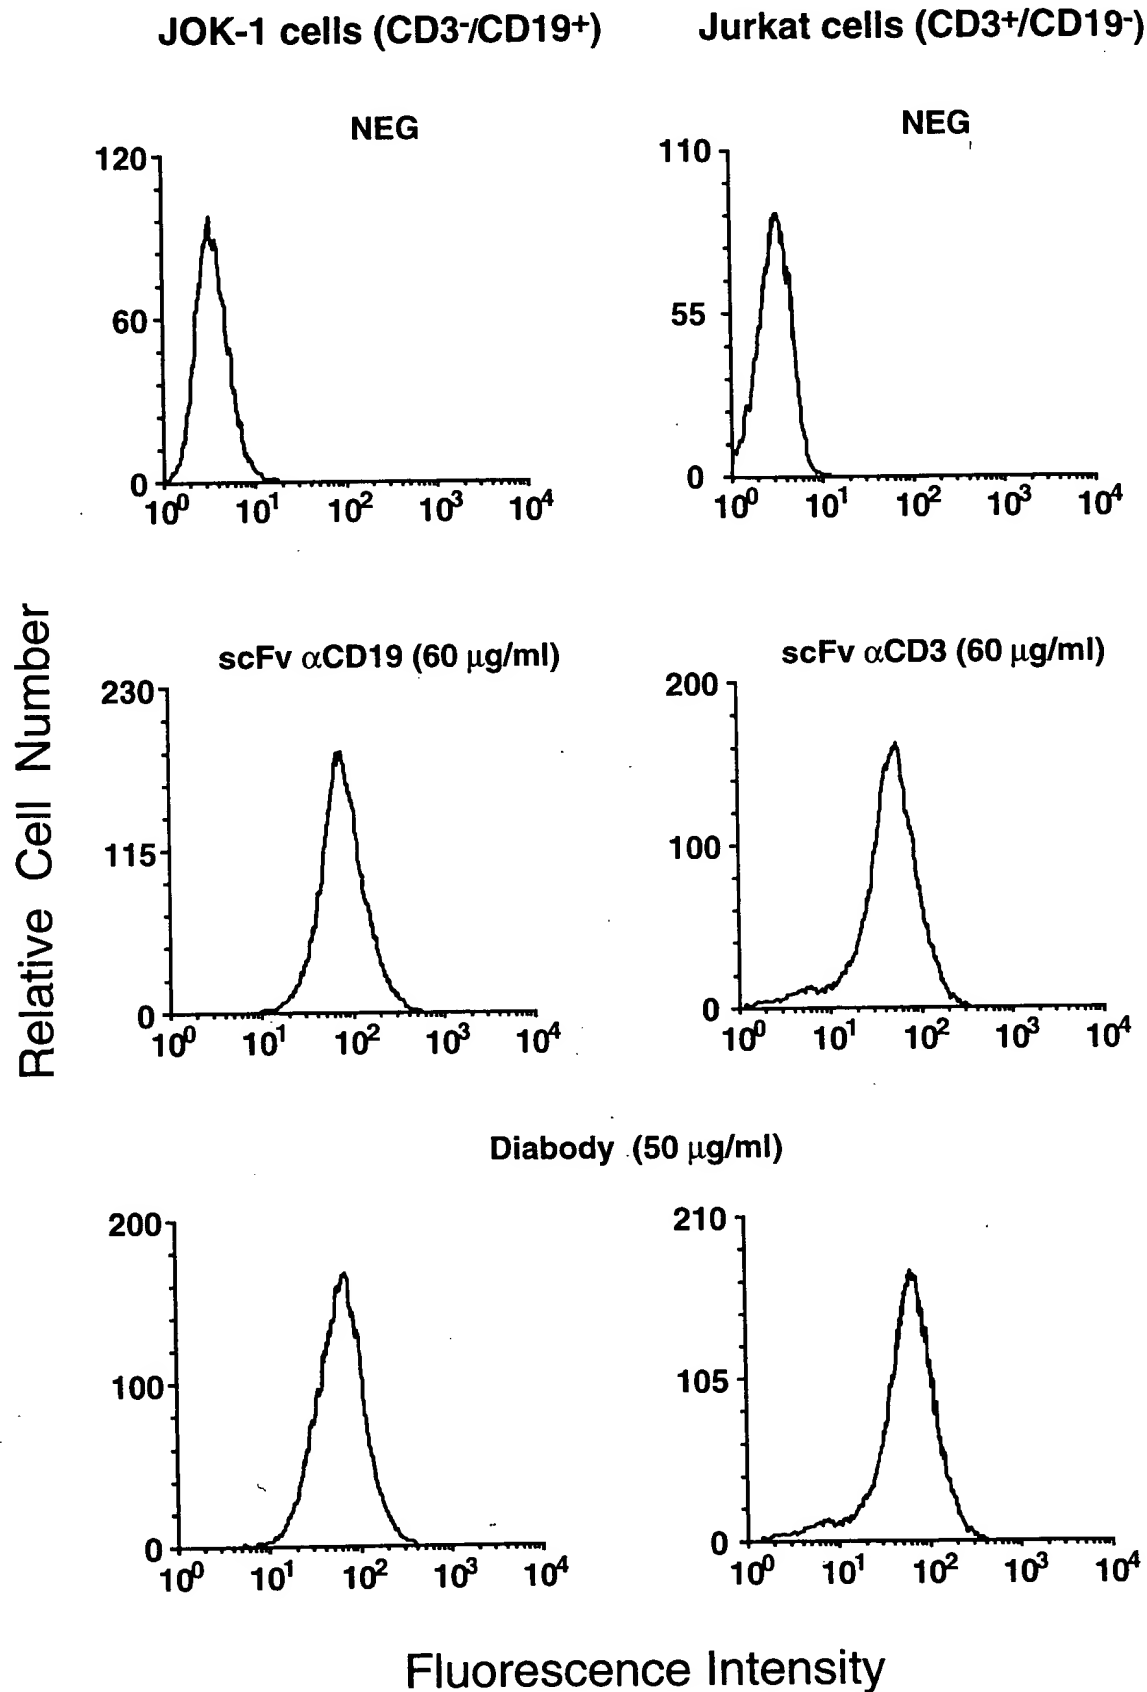 JOK-1 cells (CD3-/CD19+)
Jurkat cells (CD3+/CD19-)
NEG
120
60
0
10⁰ 10¹ 10² 10³ 10⁴
NEG
110
55
0
10⁰ 10¹ 10² 10³ 10⁴
Relative Cell Number
scFv αCD19 (60 µg/ml)
230
115
0
10⁰ 10¹ 10² 10³ 10⁴
scFv αCD3 (60 µg/ml)
200
100
0
10⁰ 10¹ 10² 10³ 10⁴
Diabody (50 µg/ml)
200
100
0
10⁰ 10¹ 10² 10³ 10⁴
210
105
0
10⁰ 10¹ 10² 10³ 10⁴
Fluorescence Intensity